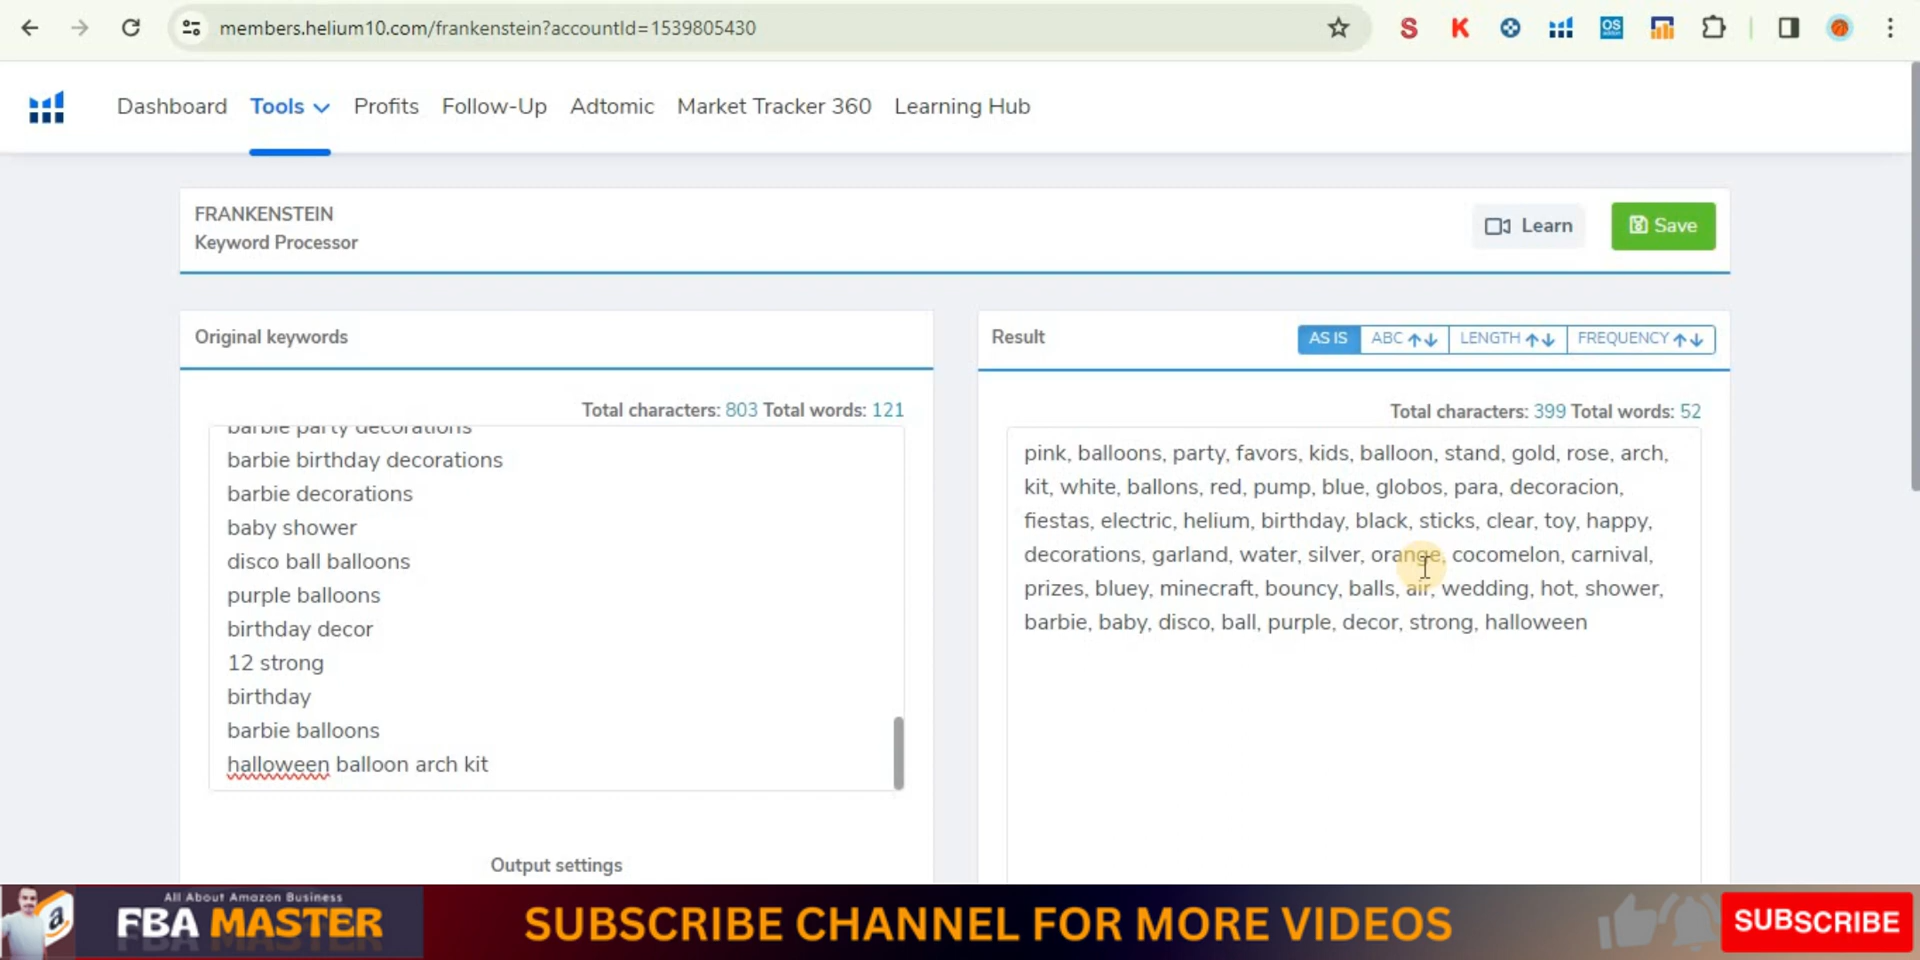 members.helium10.com/frankenstein?accountId=1539805430
S K OS
Dashboard Tools Profits Follow-Up Adtomic Market Tracker 360 Learning Hub
FRANKENSTEIN
Keyword Processor
Learn Save
Original keywords
Total characters: 803 Total words: 121
barbie party decorations
barbie birthday decorations
barbie decorations
baby shower
disco ball balloons
purple balloons
birthday decor
12 strong
birthday
barbie balloons
halloween balloon arch kit
Output settings
Result AS IS ABC LENGTH FREQUENCY
Total characters: 399 Total words: 52
pink, balloons, party, favors, kids, balloon, stand, gold, rose, arch,
kit, white, ballons, red, pump, blue, globos, para, decoracion,
fiestas, electric, helium, birthday, black, sticks, clear, toy, happy,
decorations, garland, water, silver, orange, cocomelon, carnival,
prizes, bluey, minecraft, bouncy, balls, air, wedding, hot, shower,
barbie, baby, disco, ball, purple, decor, strong, halloween
All About Amazon Business
FBA MASTER
SUBSCRIBE CHANNEL FOR MORE VIDEOS
SUBSCRIBE